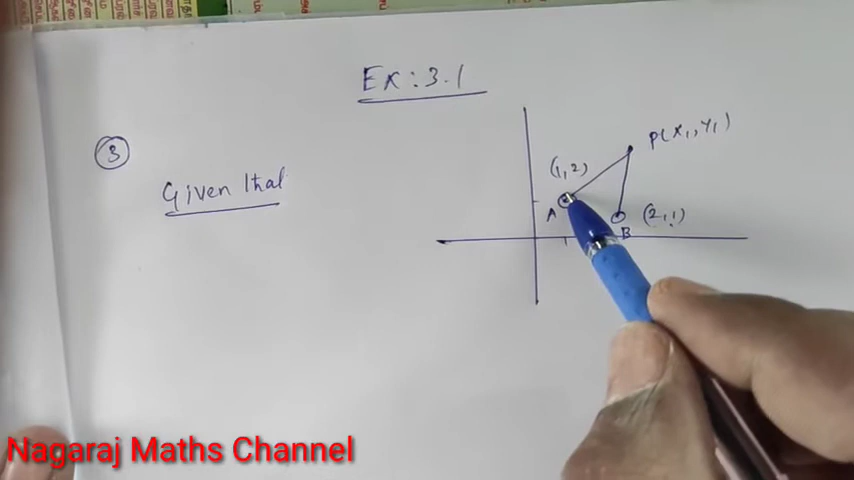 Ex: 3.1
3
Given that
P(x₁, y₁)
(1,2)
A
(2,1)
B
Nagaraj Maths Channel